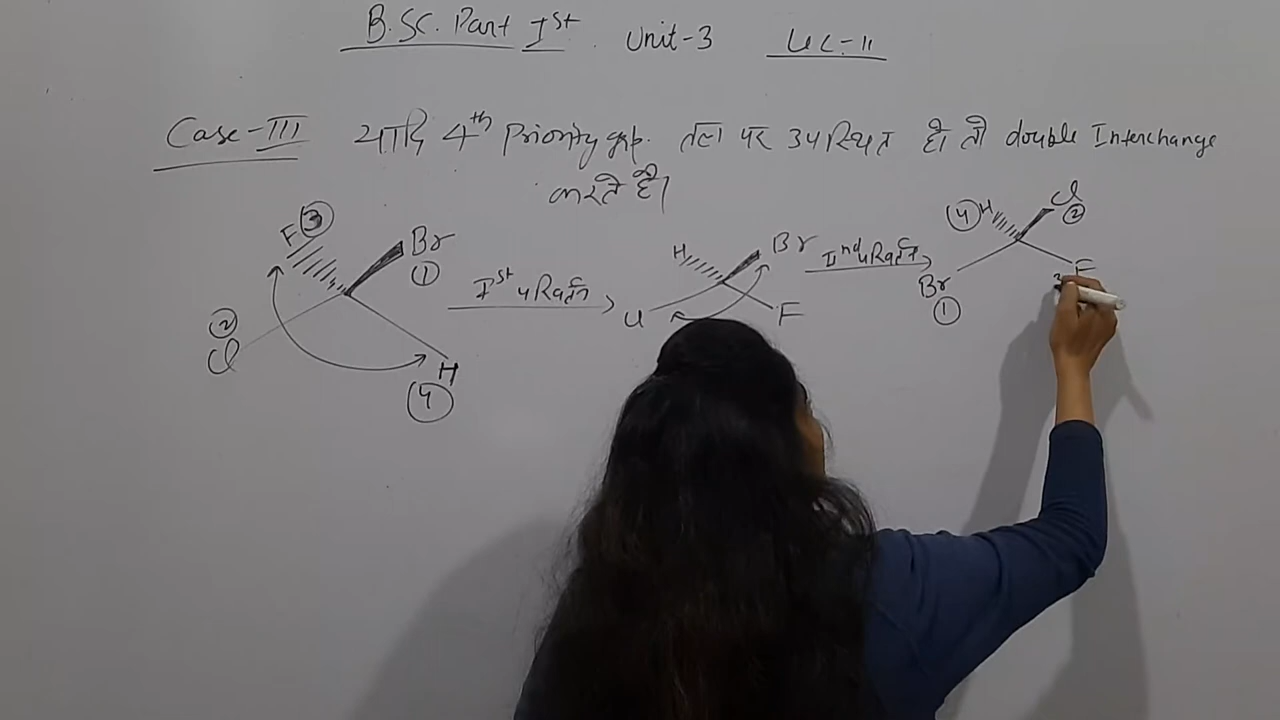 B.SC. Part Ist. Unit-3 Lec-11
Case-III यदि 4th Priority grp. तल पर उपस्थित हो तो double Interchange
करते है।
F ③ Br ① ② Cl H ④
Ist परिवर्तन
H Br Cl F
IInd परिवर्तन
④ H Cl ② Br ① F 3